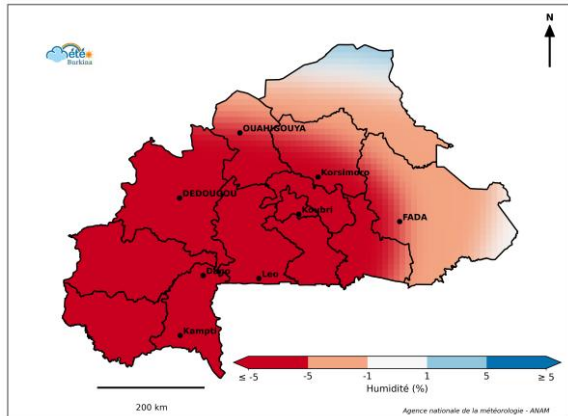 N
Météo
Burkina
OUAHIGOUYA
Korsimoro
DEDOUGOU
Koubri
FADA
Leo
Kampti
≤ -5 -5 -1 1 5 ≥ 5
Humidité (%)
200 km
Agence nationale de la météorologie - ANAM